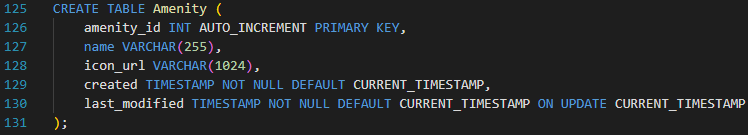 125 CREATE TABLE Amenity (
126     amenity_id INT AUTO_INCREMENT PRIMARY KEY,
127     name VARCHAR(255),
128     icon_url VARCHAR(1024),
129     created TIMESTAMP NOT NULL DEFAULT CURRENT_TIMESTAMP,
130     last_modified TIMESTAMP NOT NULL DEFAULT CURRENT_TIMESTAMP ON UPDATE CURRENT_TIMESTAMP
131 );